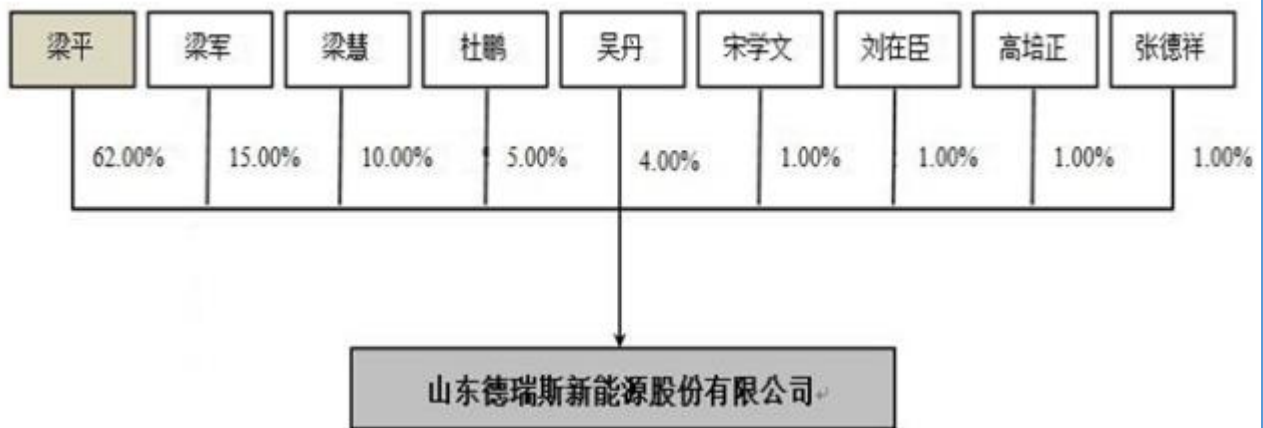 梁平 梁军 梁慧 杜鹏 吴丹 宋学文 刘在臣 高培正 张德祥
62.00% 15.00% 10.00% 5.00% 4.00% 1.00% 1.00% 1.00% 1.00%
山东德瑞斯新能源股份有限公司